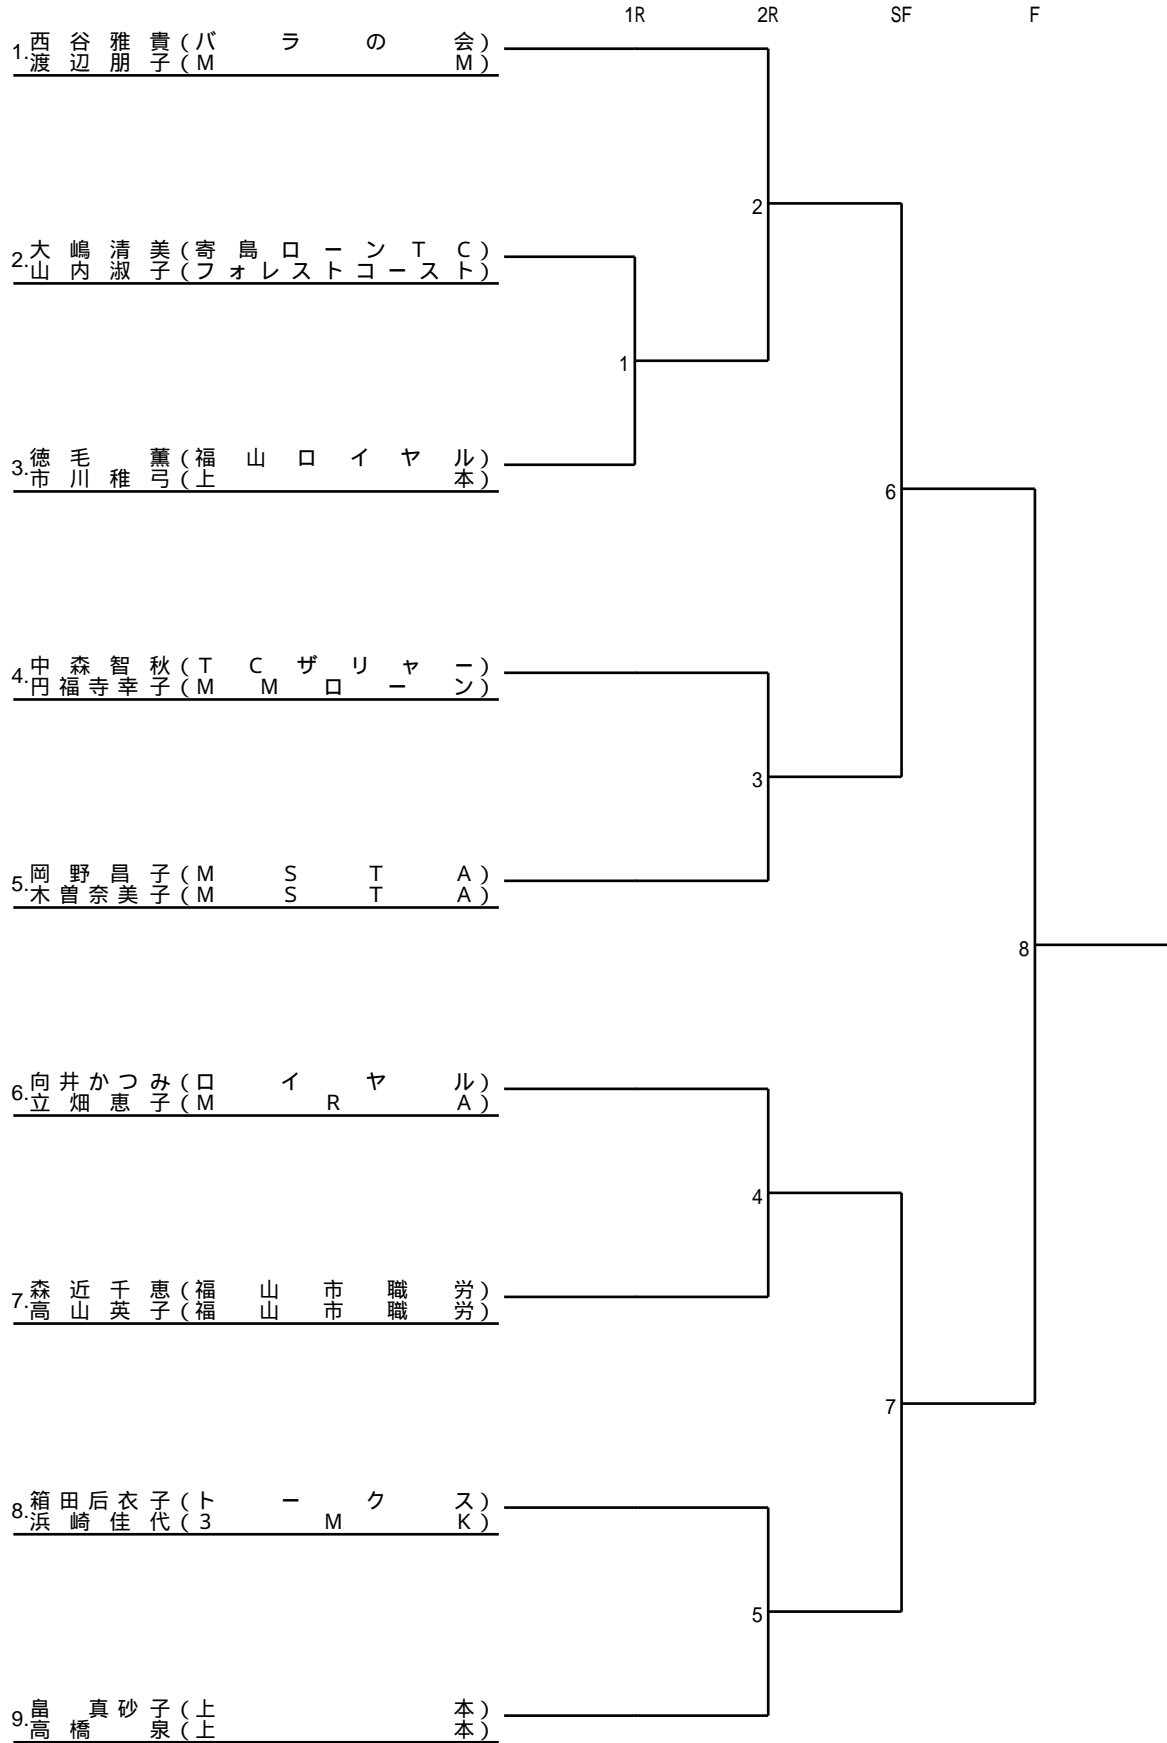 1R 2R SF F
1. 西谷雅貴(バラの会)
渡辺朋子(MM)
2
2. 大嶋清美(寄島ローンTC)
山内淑子(フォレストコースト)
1
3. 徳毛薫(福山ロイヤル)
市川稚弓(上本)
6
4. 中森智秋(TCザリャー)
円福寺幸子(MMローン)
3
5. 岡野昌子(MSTA)
木曽奈美子(MSTA)
8
6. 向井かつみ(ロイヤル)
立畑恵子(MRA)
4
7. 森近千恵(福山市職労)
高山英子(福山市職労)
7
8. 箱田后衣子(トークス)
浜崎佳代(3MK)
5
9. 畠真砂子(上本)
高橋泉(上本)